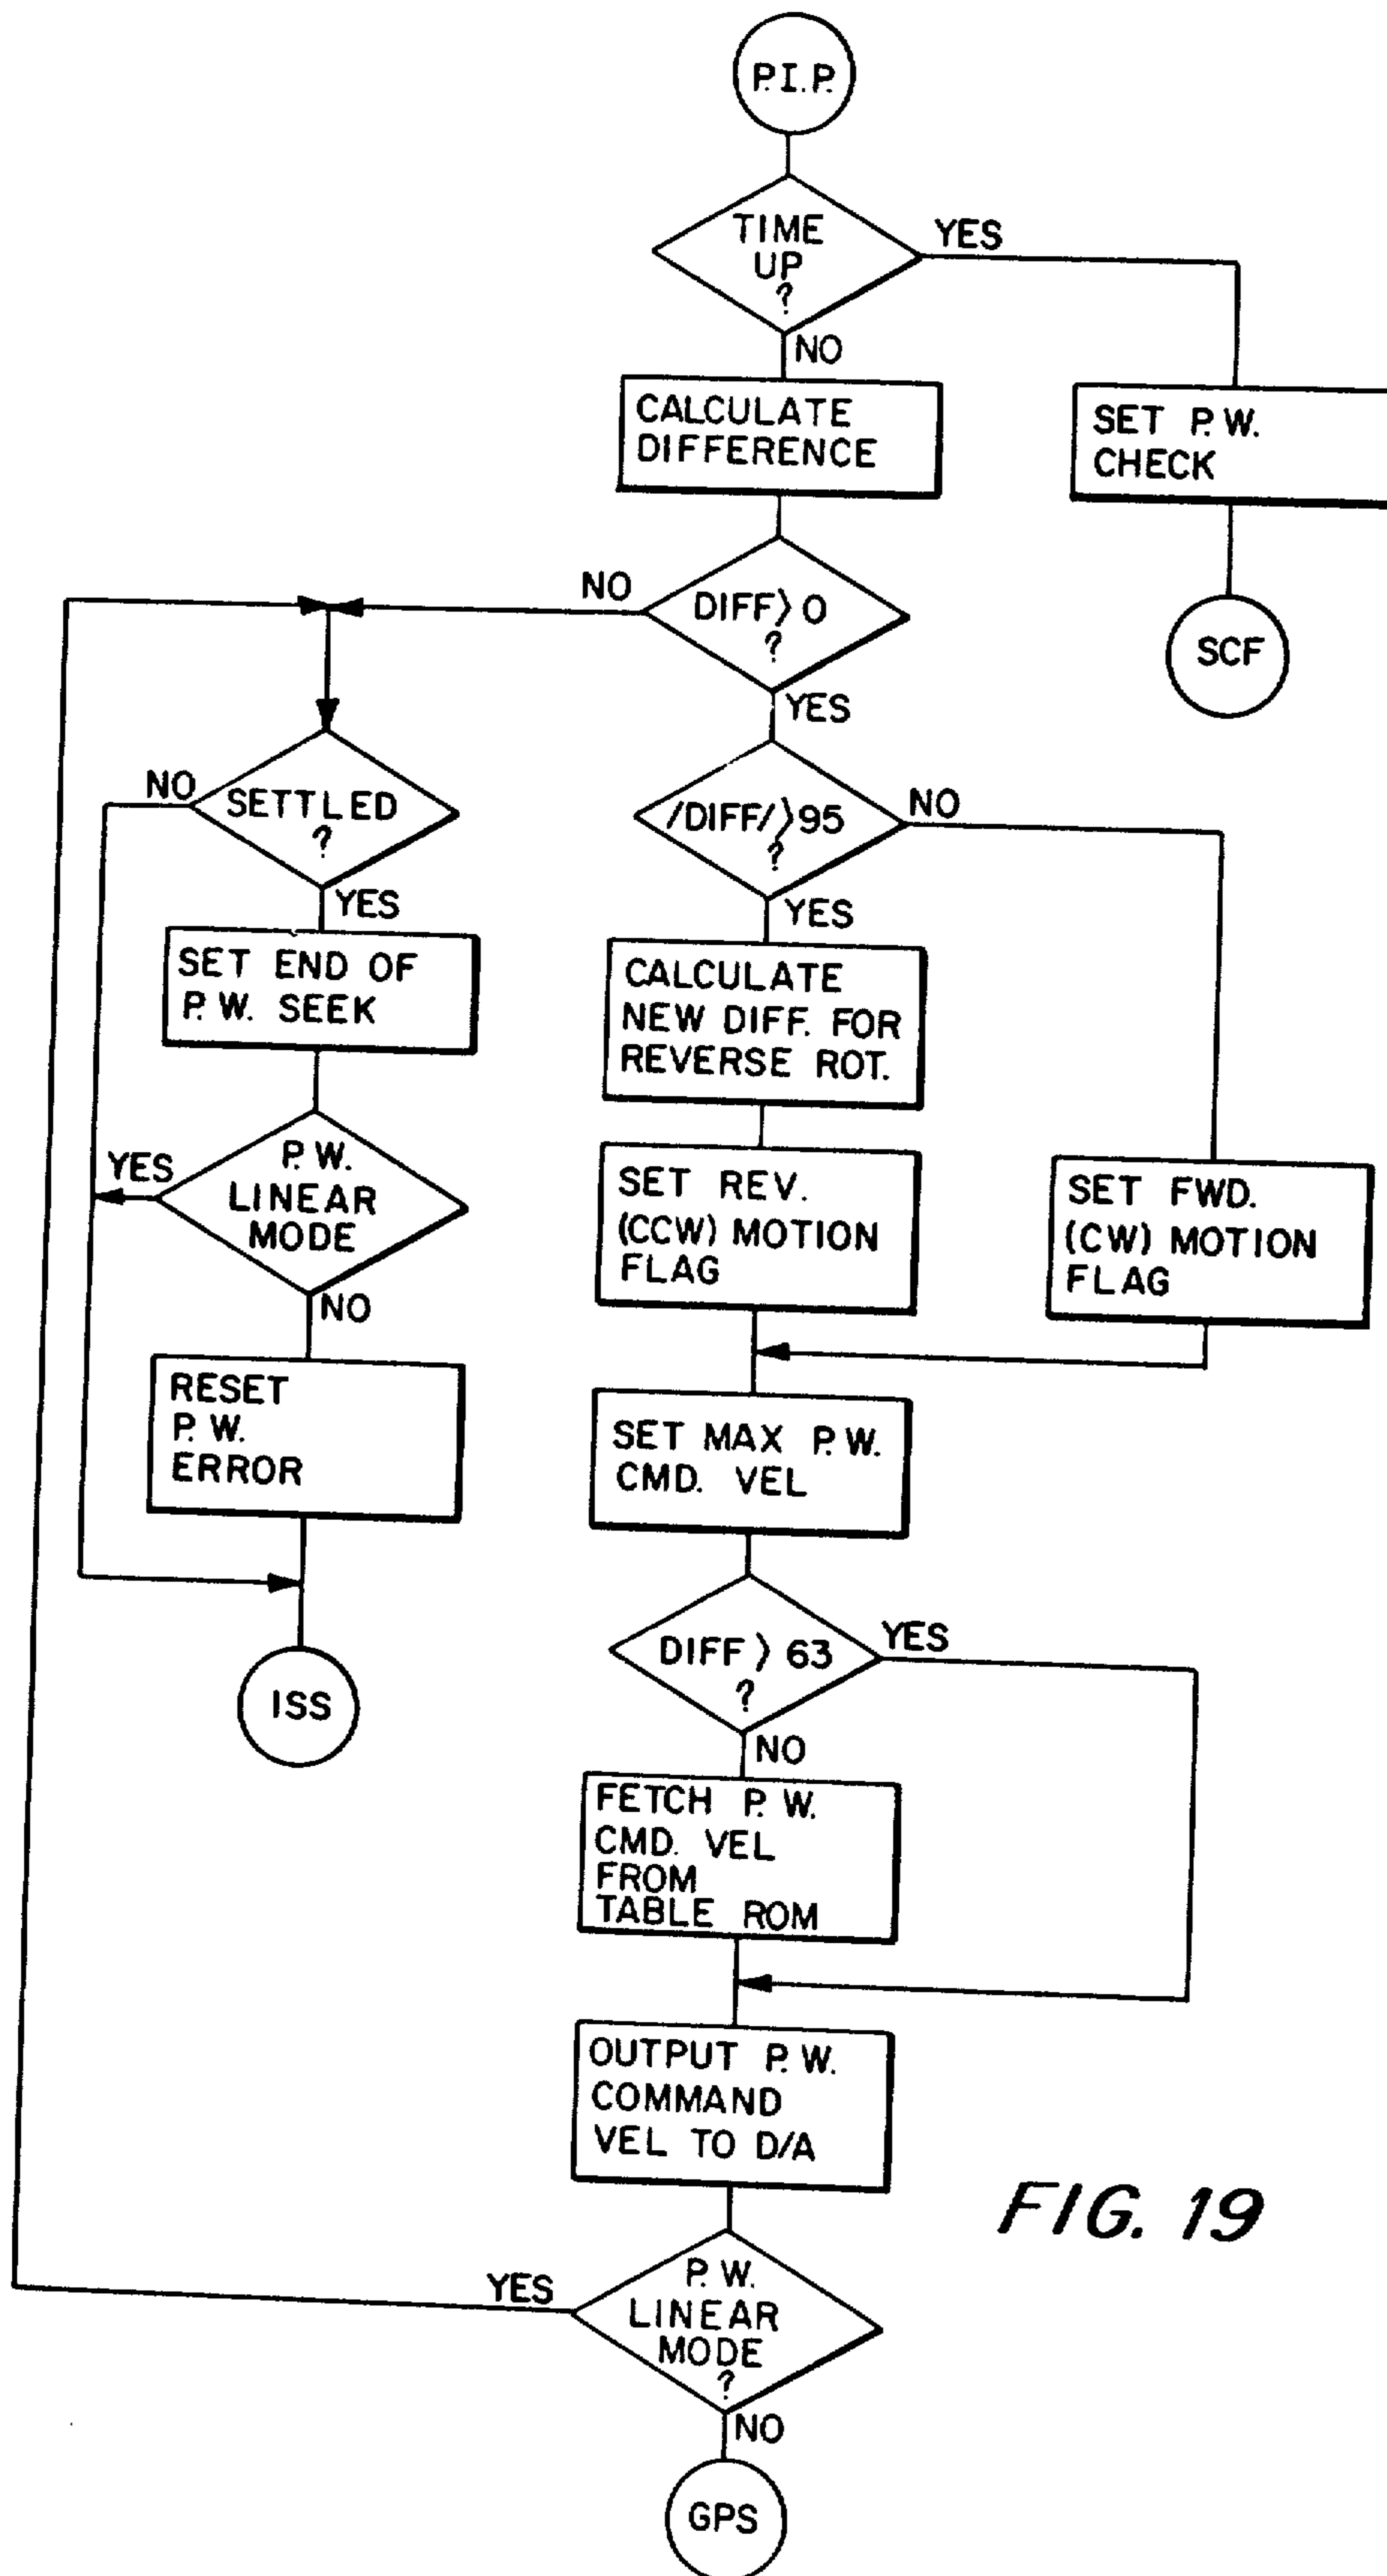 P.I.P.
TIME
UP
?
YES
NO
CALCULATE
DIFFERENCE
SET P.W.
CHECK
NO
DIFF〉0
?
SCF
YES
NO
SETTLED
?
/DIFF/〉95
?
NO
YES
YES
SET END OF
P.W. SEEK
CALCULATE
NEW DIFF. FOR
REVERSE ROT.
YES
P.W.
LINEAR
MODE
SET REV.
(CCW) MOTION
FLAG
SET FWD.
(CW) MOTION
FLAG
NO
RESET
P.W.
ERROR
SET MAX P.W.
CMD. VEL
DIFF〉63
?
YES
ISS
NO
FETCH P.W.
CMD. VEL
FROM
TABLE ROM
OUTPUT P.W.
COMMAND
VEL TO D/A
FIG. 19
YES
P.W.
LINEAR
MODE
?
NO
GPS